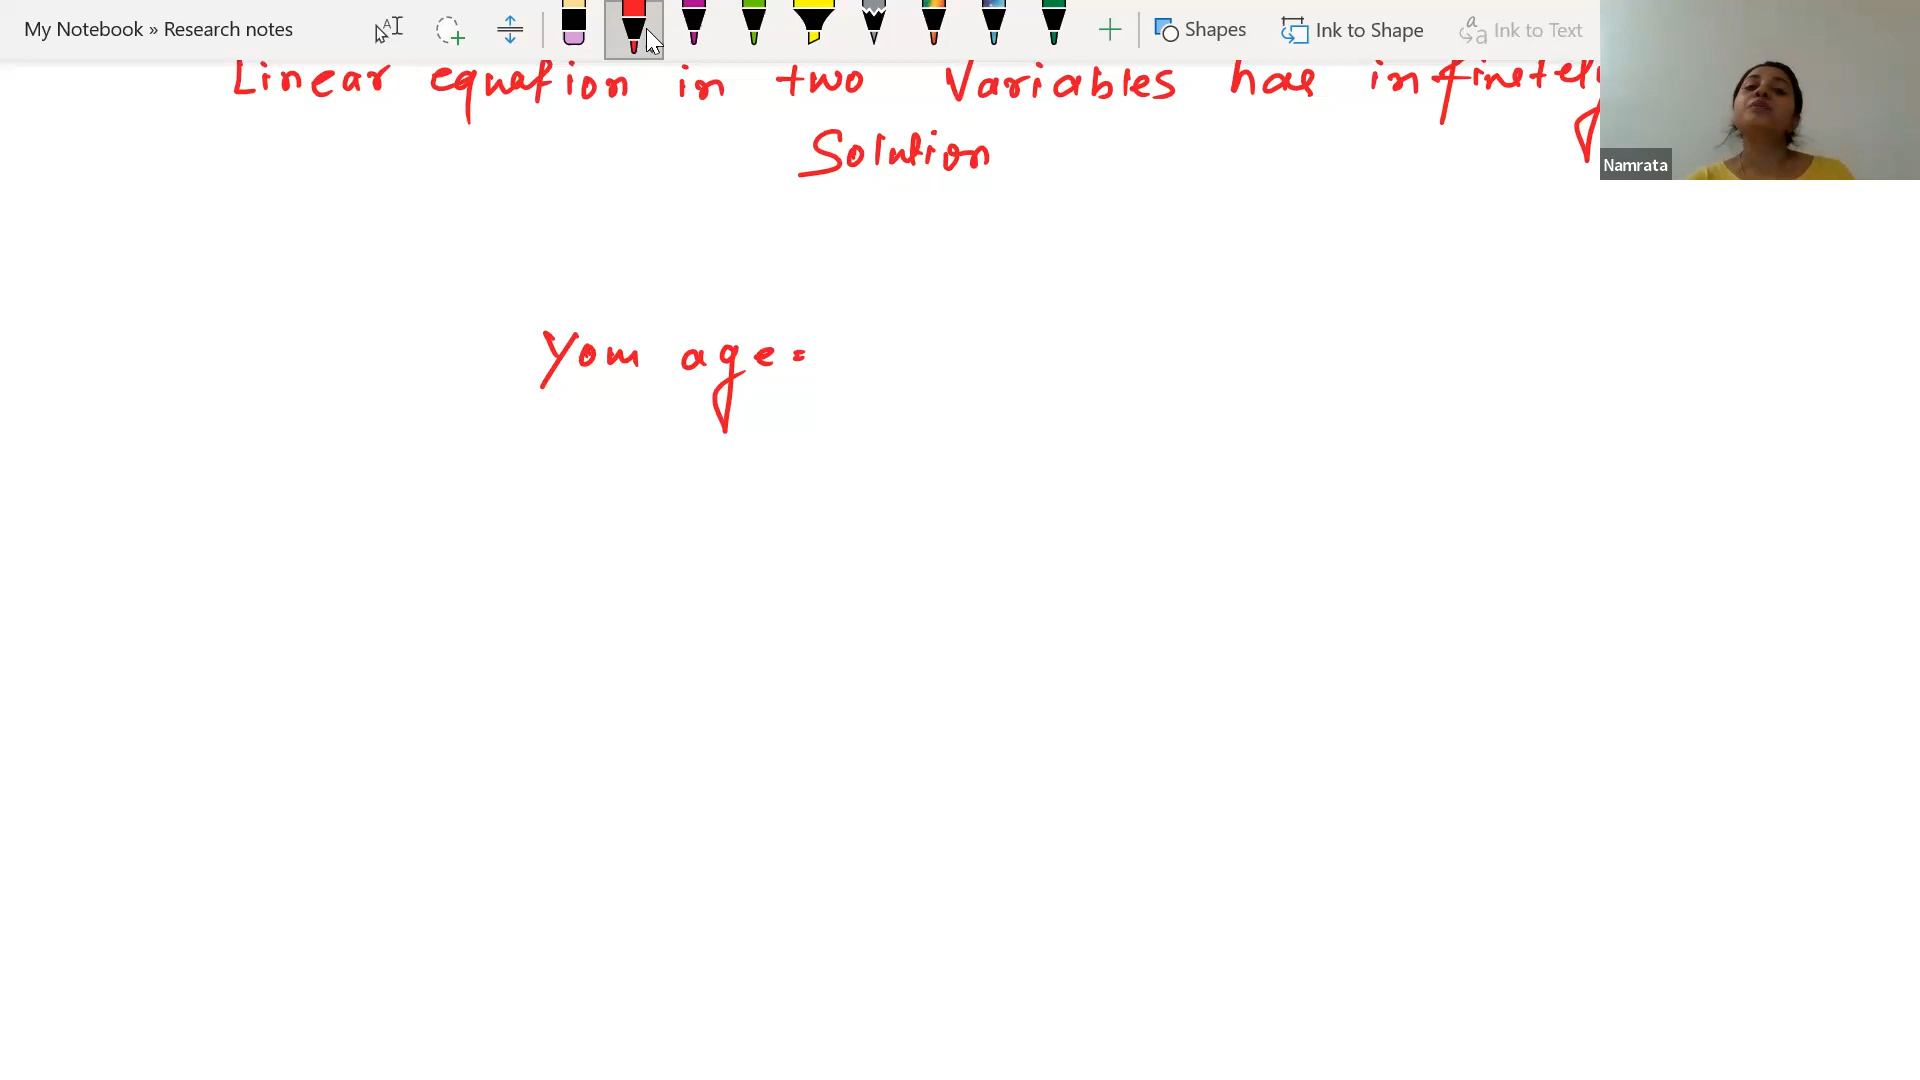 My Notebook » Research notes Shapes Ink to Shape Ink to Text
Linear equation in two Variables has infinetely
Solution
Namrata
Your age =